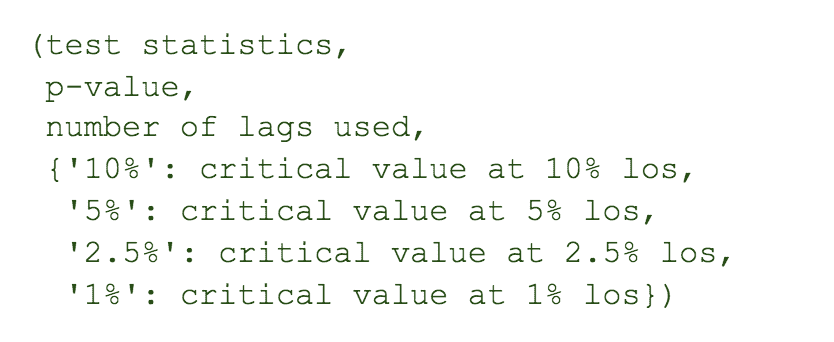 (test statistics,
p-value,
number of lags used,
{'10%': critical value at 10% los,
'5%': critical value at 5% los,
'2.5%': critical value at 2.5% los,
'1%': critical value at 1% los})